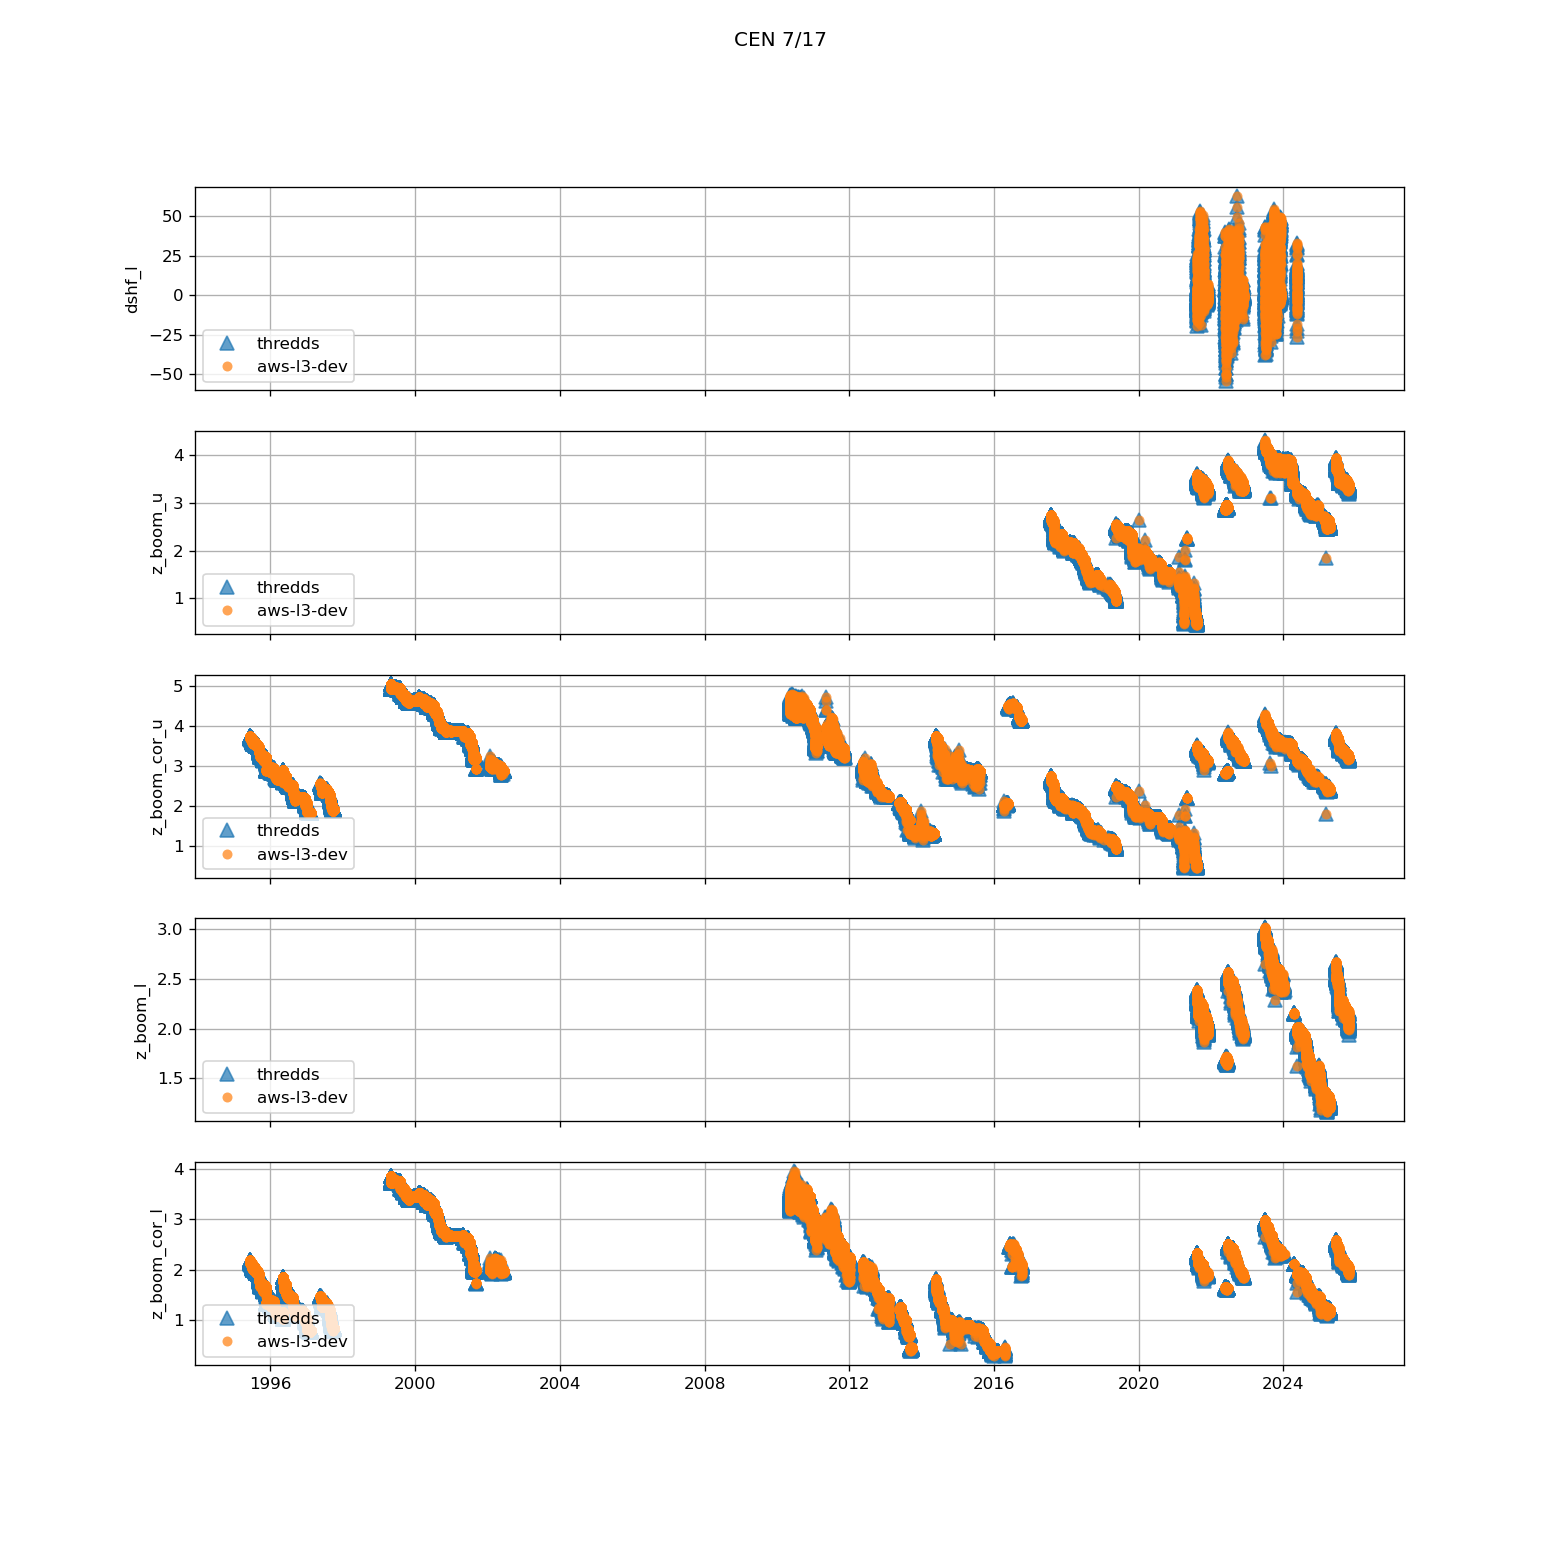 CEN 7/17
50
25
0
−25
−50
dshf_l
thredds
aws-l3-dev
4
3
2
1
z_boom_u
thredds
aws-l3-dev
5
4
3
2
1
z_boom_cor_u
thredds
aws-l3-dev
3.0
2.5
2.0
1.5
z_boom_l
thredds
aws-l3-dev
4
3
2
1
z_boom_cor_l
thredds
aws-l3-dev
1996 2000 2004 2008 2012 2016 2020 2024